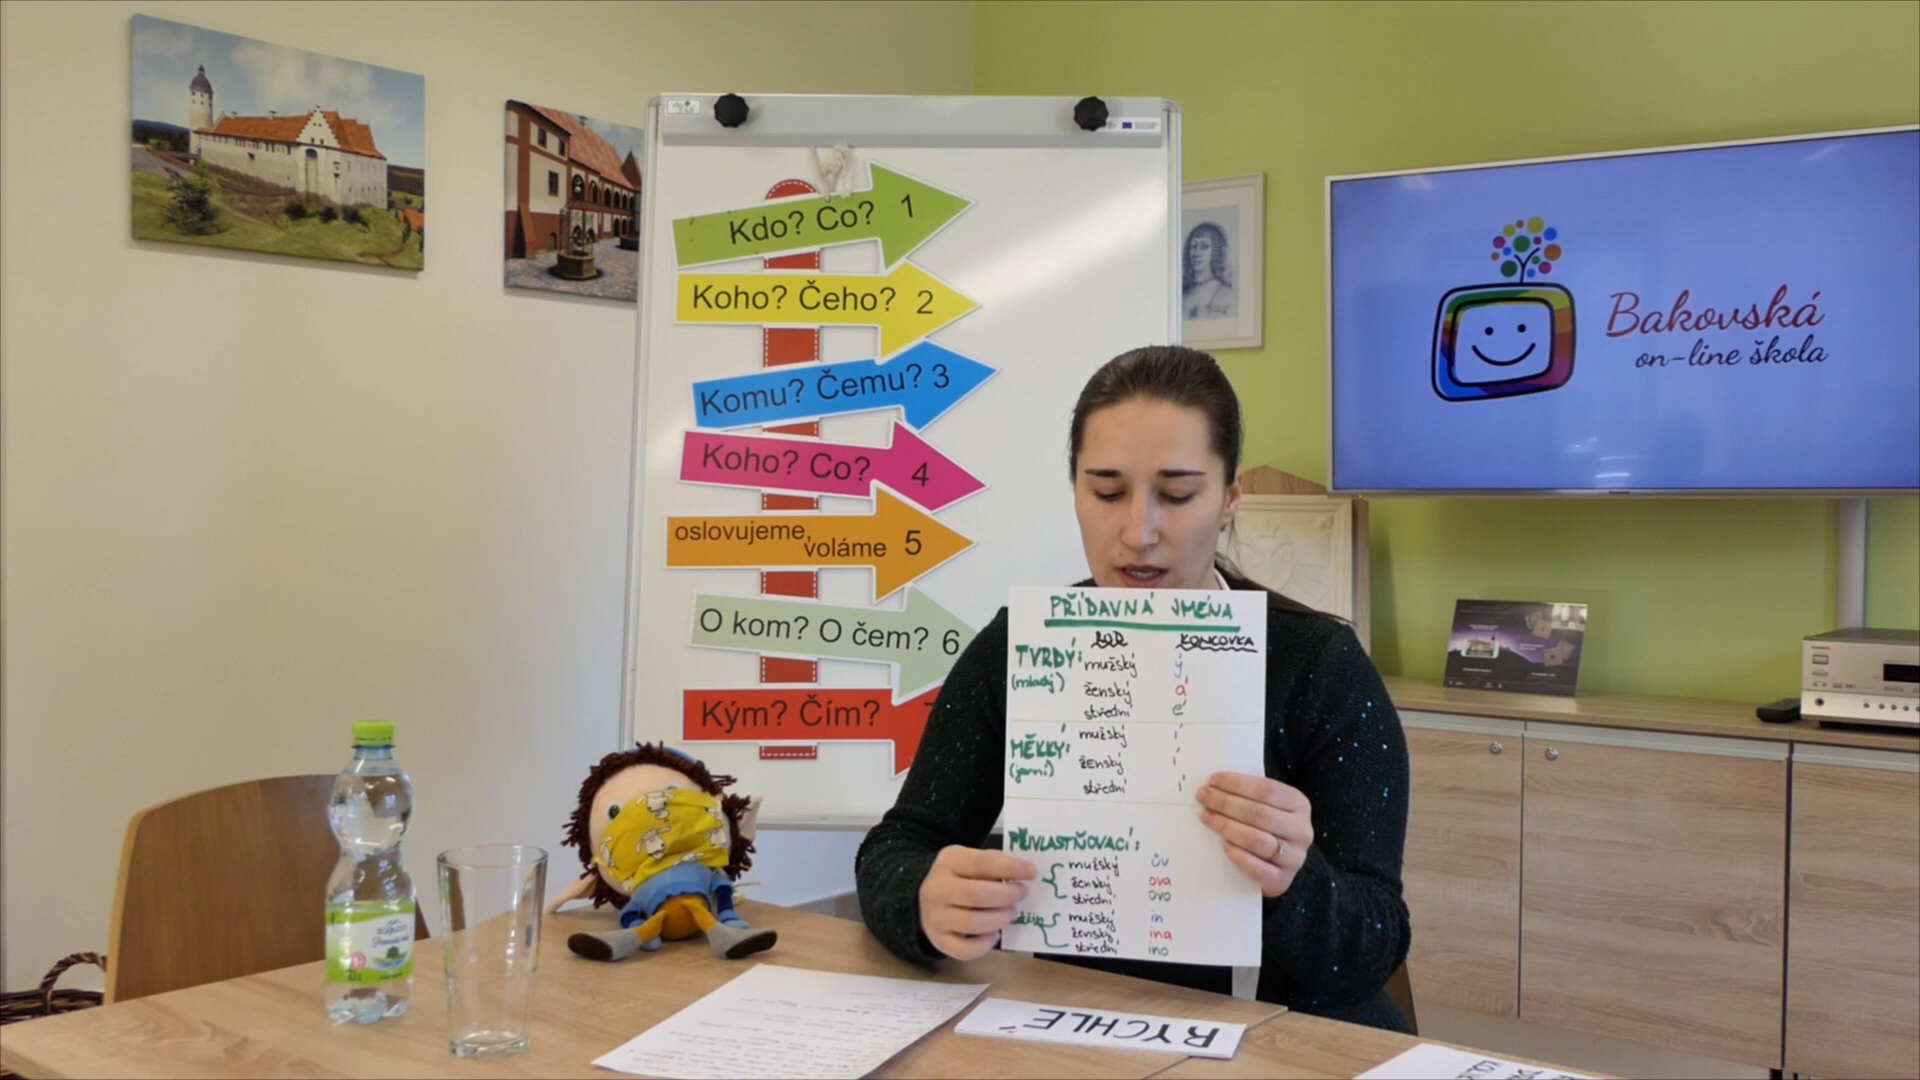 Kdo? Co? 1
Koho? Čeho? 2
Komu? Čemu? 3
Koho? Co? 4
oslovujeme,
voláme 5
O kom? O čem? 6
Kým? Čím?
Bakovská
on-line škola
PŘÍDAVNÁ JMÉNA
ROD KONCOVKA
TVRDÝ: mužský ý
(mladý) ženský á
střední é
MĚKKÝ: mužský í
(jarní) ženský í
střední í
PŘIVLASTŇOVACÍ:
mužský ův
ženský ova
střední ovo
mužský in
ženský ina
střední ino
RYCHLÉ